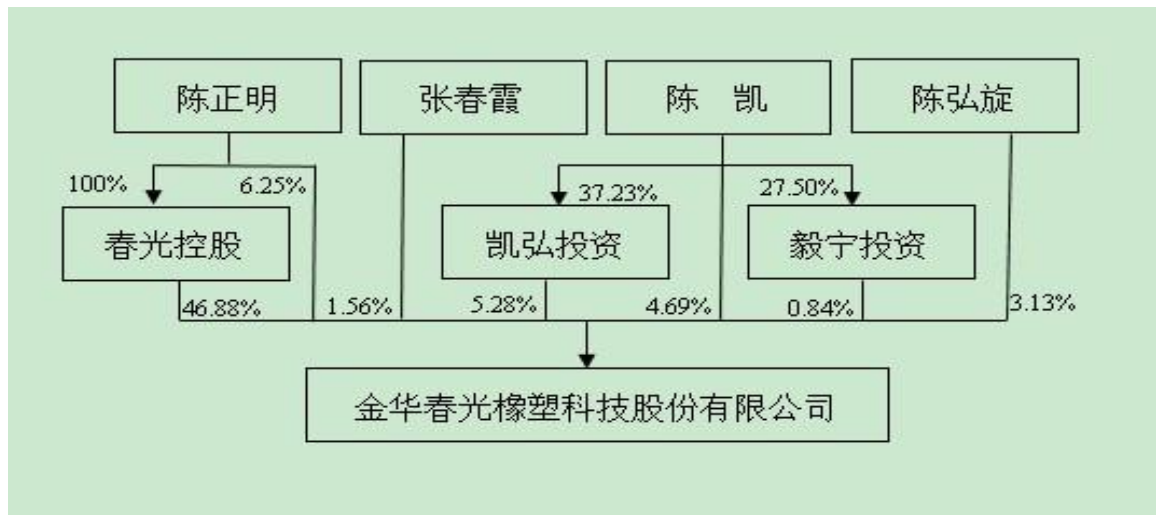 陈正明
张春霞
陈 凯
陈弘旋
100%
6.25%
37.23%
27.50%
春光控股
凯弘投资
毅宁投资
46.88%
1.56%
5.28%
4.69%
0.84%
3.13%
金华春光橡塑科技股份有限公司